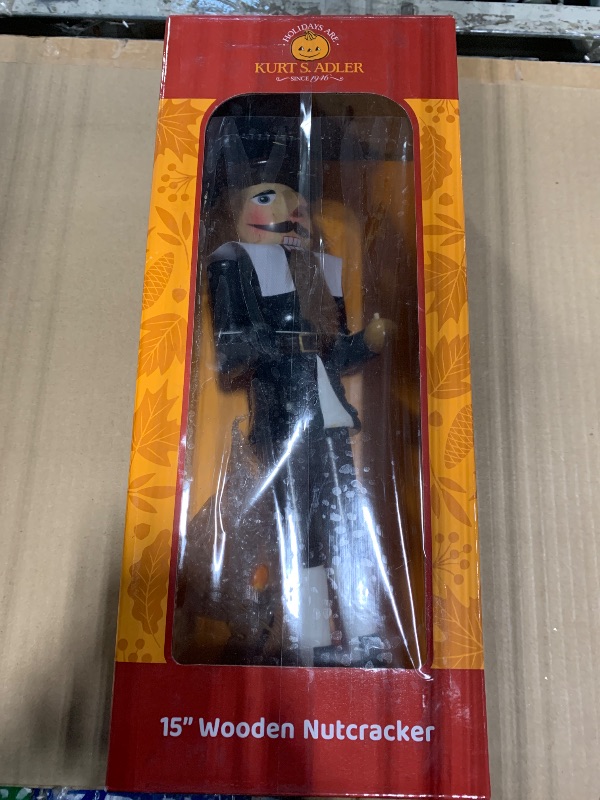 HOLIDAYS ARE
KURT S. ADLER
SINCE 1946
15” Wooden Nutcracker